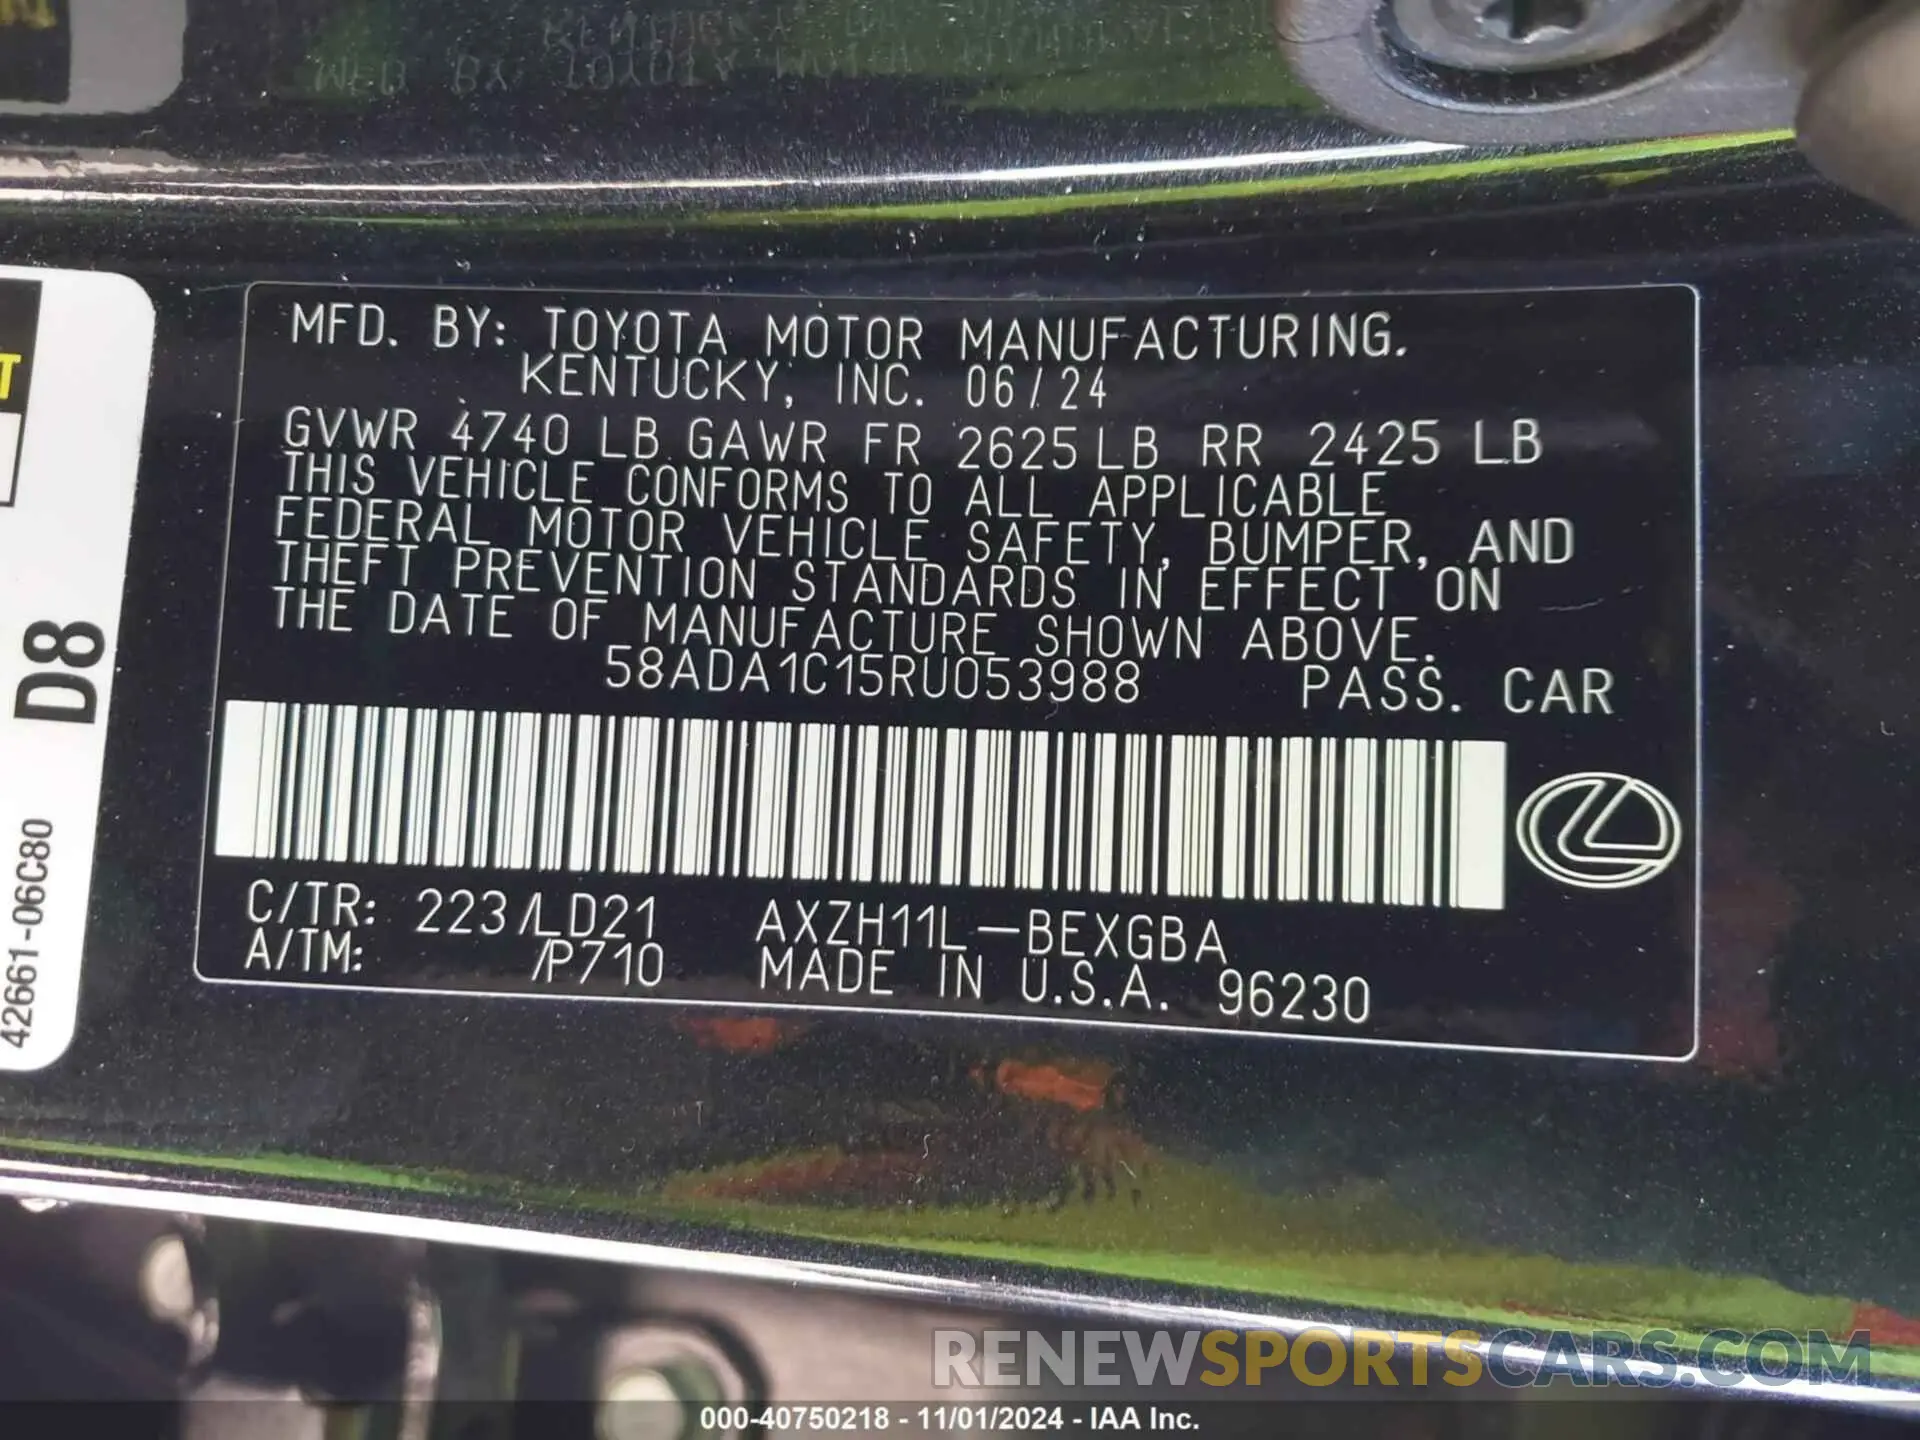 MFD. BY: TOYOTA MOTOR MANUFACTURING.
KENTUCKY, INC. 06/24
GVWR 4740 LB GAWR FR 2625 LB RR 2425 LB
THIS VEHICLE CONFORMS TO ALL APPLICABLE
FEDERAL MOTOR VEHICLE SAFETY, BUMPER, AND
THEFT PREVENTION STANDARDS IN EFFECT ON
THE DATE OF MANUFACTURE SHOWN ABOVE.
58ADA1C15RU053988 PASS. CAR
C/TR: 223/LD21 AXZH11L-BEXGBA
A/TM: /P710 MADE IN U.S.A. 96230
T
D8
42661-06C80
MFD BY TOYOTA
RENEWSPORTSCARS.COM
000-40750218 - 11/01/2024 - IAA Inc.